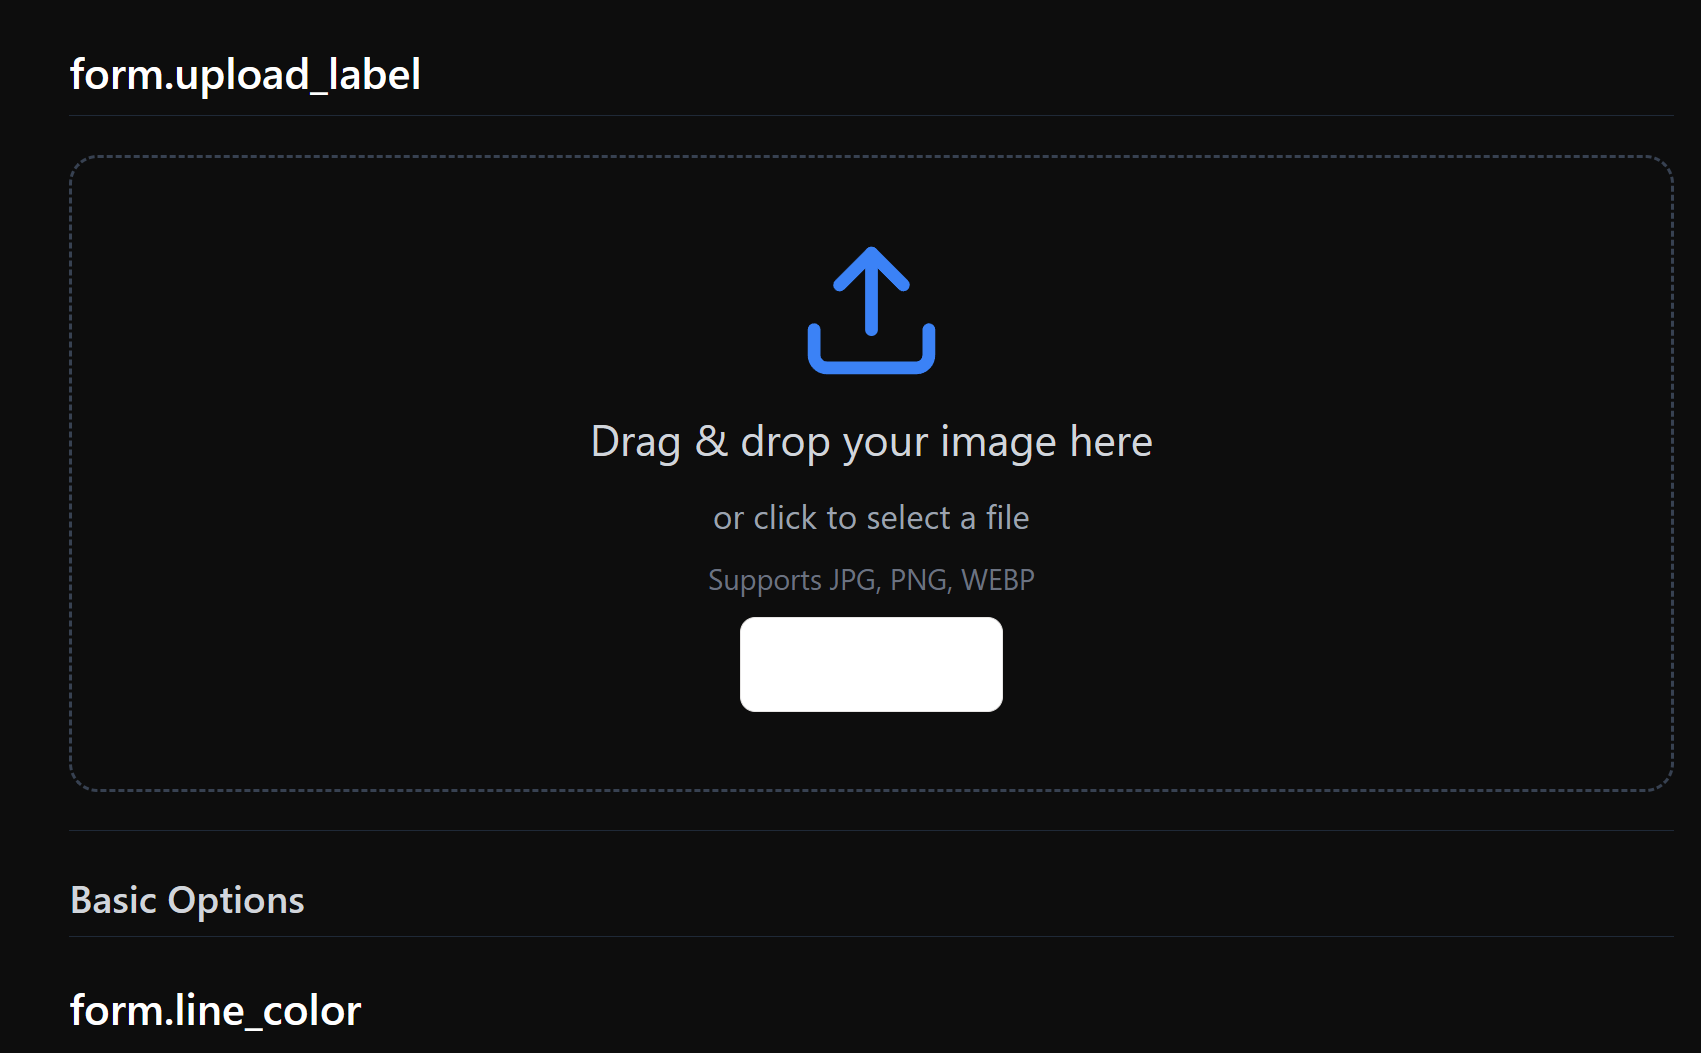 form.upload_label
Drag & drop your image here
or click to select a file
Supports JPG, PNG, WEBP
Basic Options
form.line_color